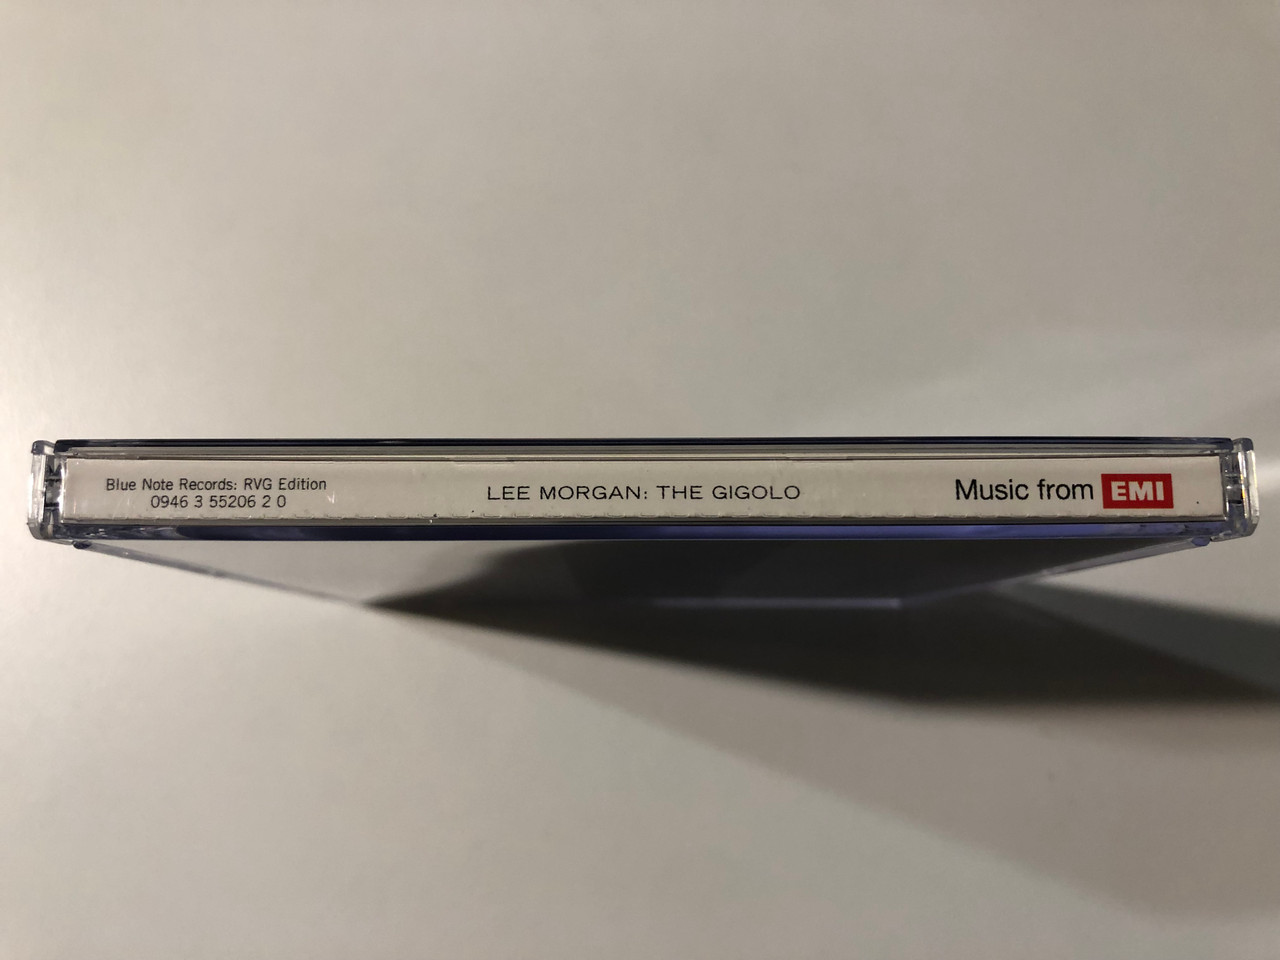 Blue Note Records: RVG Edition
0946 3 55206 2 0
LEE MORGAN: THE GIGOLO
Music from EMI